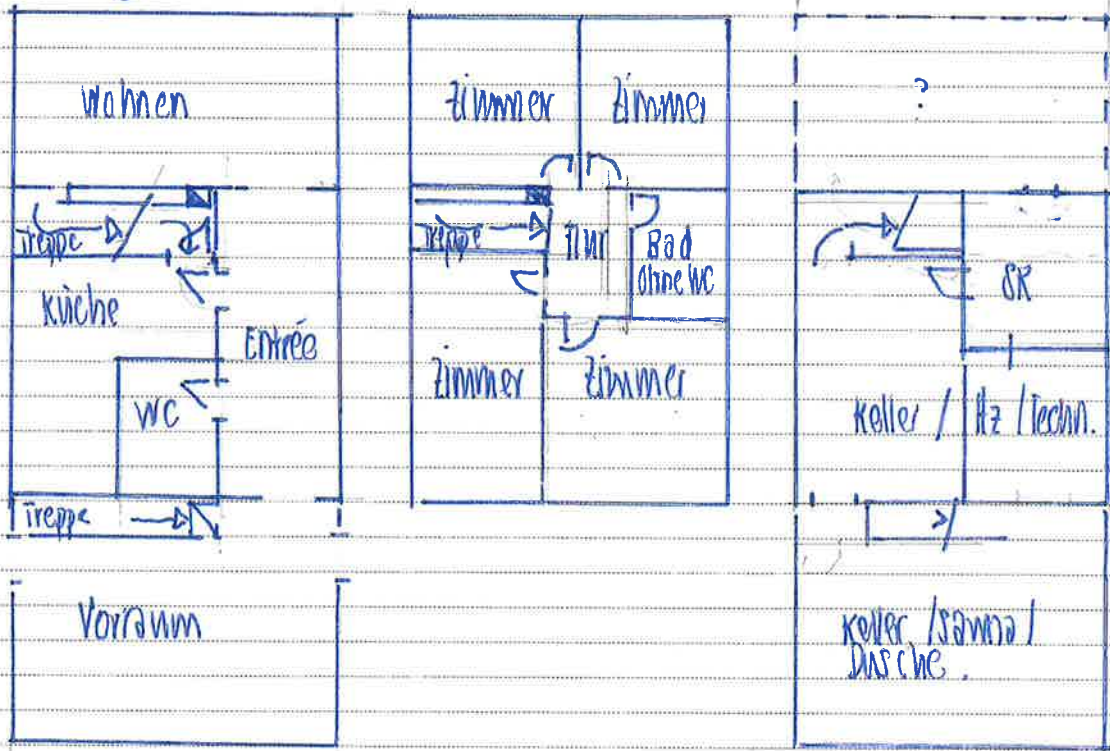 Wohnen
Treppe
Küche
Entrée
WC
Treppe
Vorraum
Zimmer
Zimmer
Treppe
Flur
Bad
ohne WC
Zimmer
Zimmer
?
SR
Keller / Hz / Techn.
Keller / Sauna /
Dusche.